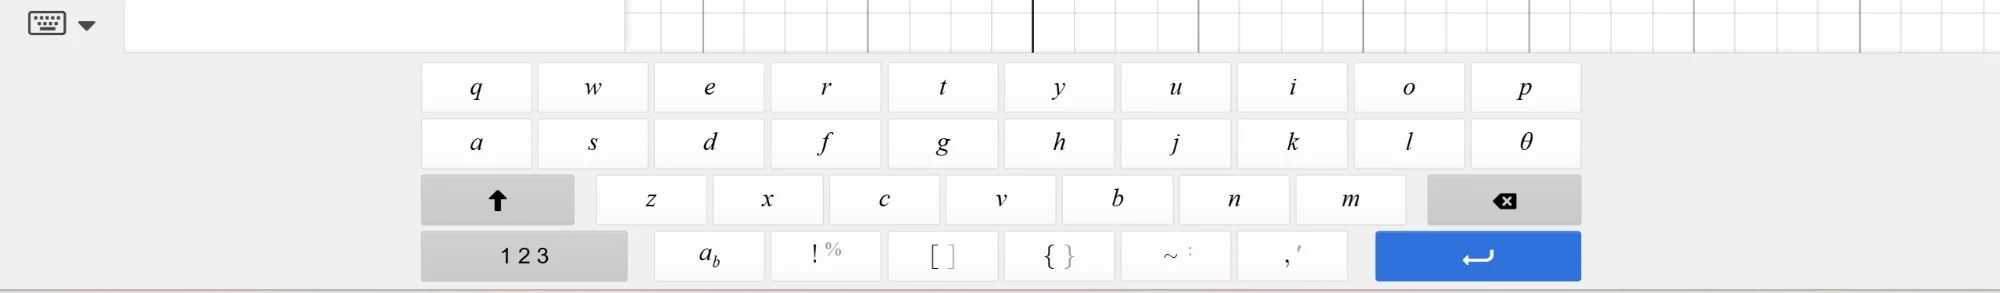 q w e r t y u i o p
a s d f g h j k l θ
z x c v b n m
1 2 3 a_b ! % [ ] { } ~ : , ′